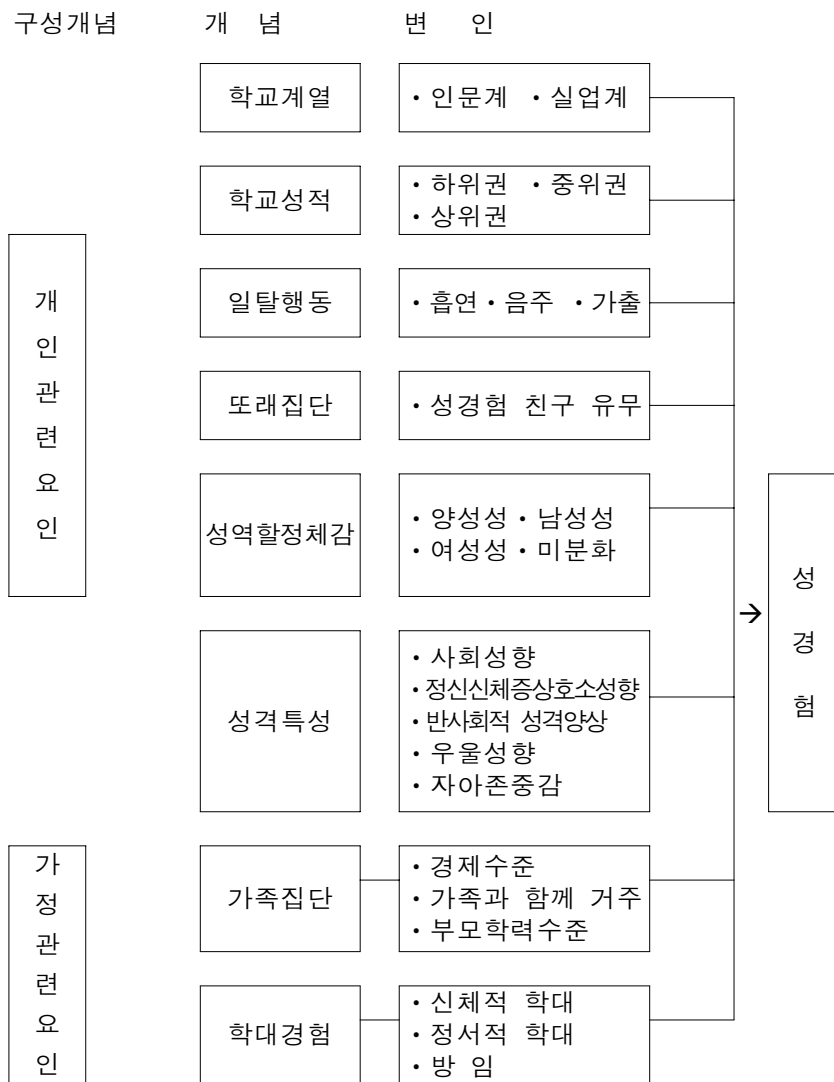 구성개념 개 념 변 인
학교계열
・인문계 ・실업계
학교성적
・하위권 ・중위권
・상위권
개인관련요인
일탈행동
・흡연・음주 ・가출
또래집단
・성경험 친구 유무
성역할정체감
・양성성・남성성
・여성성・미분화
성격특성
・사회성향
・정신신체증상호소성향
・반사회적 성격양상
・우울성향
・자아존중감
→
성경험
가정관련요인
가족집단
・경제수준
・가족과 함께 거주
・부모학력수준
학대경험
・신체적 학대
・정서적 학대
・방 임